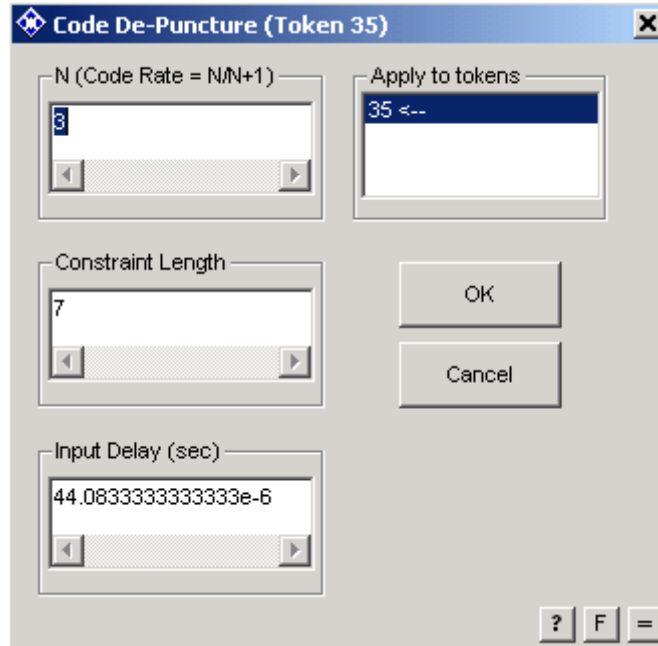 Code De-Puncture (Token 35)
N (Code Rate = N/N+1)
3
Apply to tokens
35 <--
Constraint Length
7
OK
Cancel
Input Delay (sec)
44.0833333333333e-6
? F =